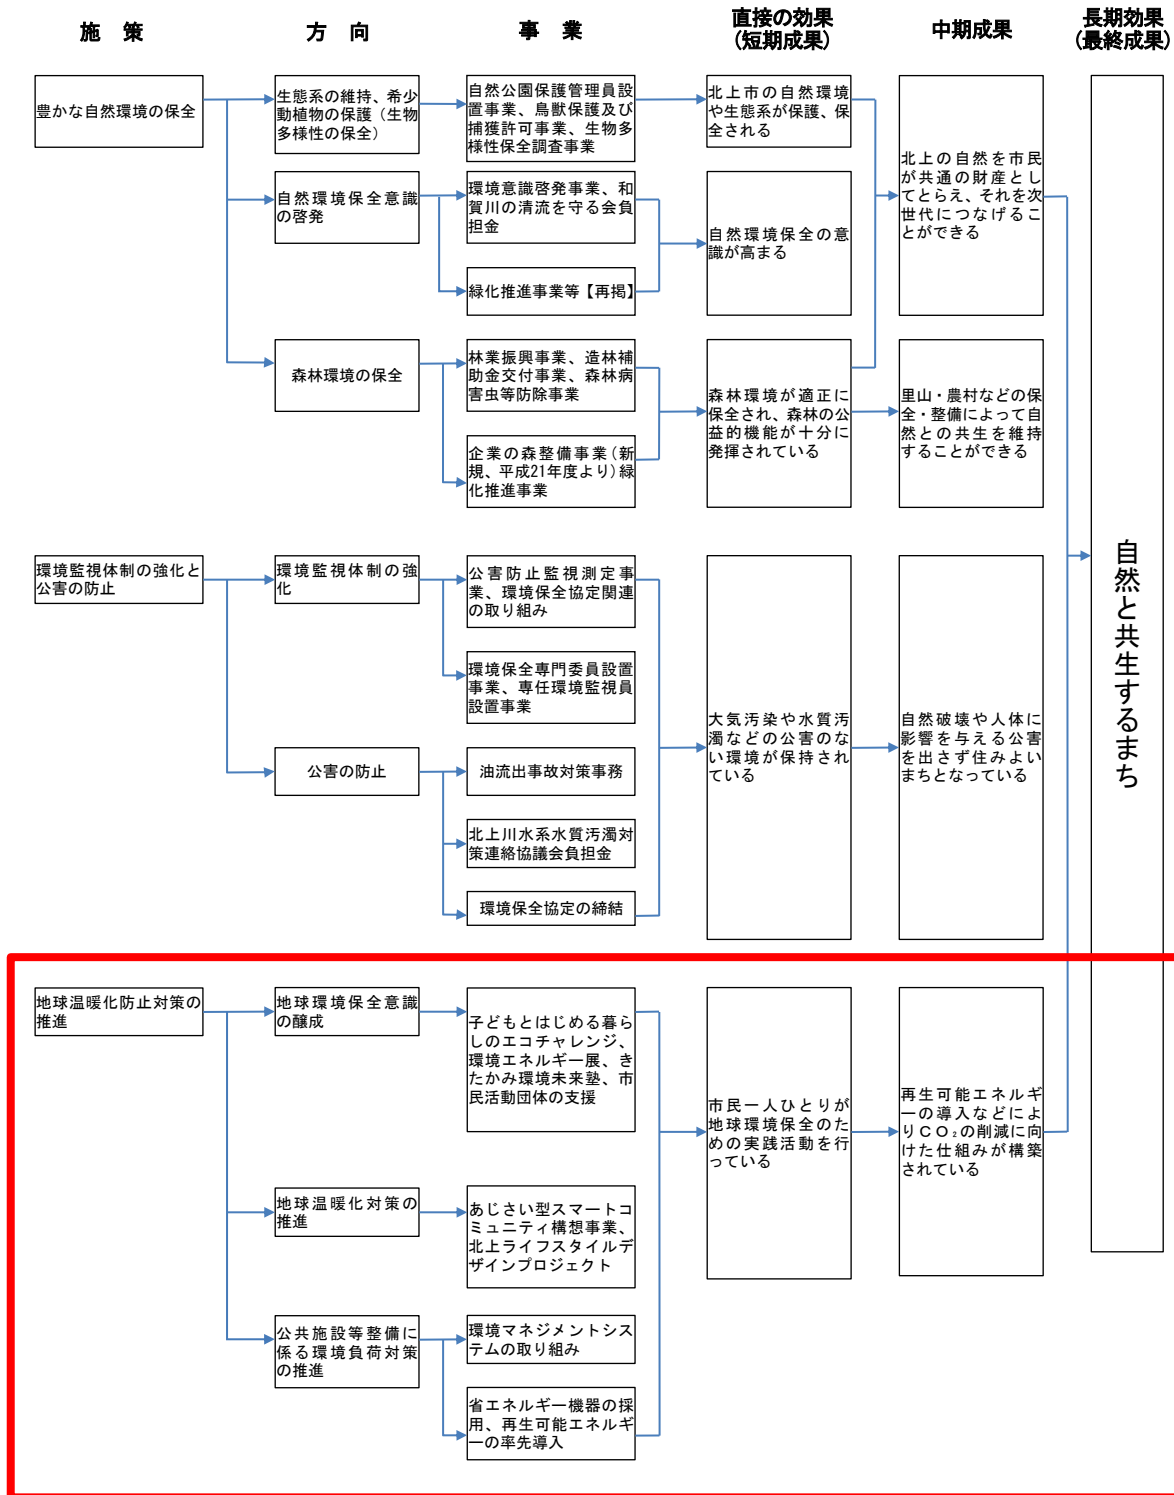 施　策
方　向
事　業
直接の効果
(短期成果)
中期成果
長期効果
(最終成果)
豊かな自然環境の保全
生態系の維持、希少
動植物の保護（生物
多様性の保全）
自然公園保護管理員設
置事業、鳥獣保護及び
捕獲許可事業、生物多
様性保全調査事業
北上市の自然環境
や生態系が保護、保
全される
北上の自然を市民
が共通の財産とし
てとらえ、それを次
世代につなげるこ
とができる
自然環境保全意識
の啓発
環境意識啓発事業、和
賀川の清流を守る会負
担金
緑化推進事業等【再掲】
自然環境保全の意
識が高まる
森林環境の保全
林業振興事業、造林補
助金交付事業、森林病
害虫等防除事業
企業の森整備事業（新
規、平成21年度より）緑
化推進事業
森林環境が適正に
保全され、森林の公
益的機能が十分に
発揮されている
里山・農村などの保
全・整備によって自
然との共生を維持
することができる
環境監視体制の強化と
公害の防止
環境監視体制の強
化
公害防止監視測定事
業、環境保全協定関連
の取り組み
環境保全専門委員設置
事業、専任環境監視員
設置事業
公害の防止
油流出事故対策事務
北上川水系水質汚濁対
策連絡協議会負担金
環境保全協定の締結
大気汚染や水質汚
濁などの公害のな
い環境が保持され
ている
自然破壊や人体に
影響を与える公害
を出さず住みよい
まちとなっている
自然と共生するまち
地球温暖化防止対策の
推進
地球環境保全意識
の醸成
子どもとはじめる暮ら
しのエコチャレンジ、
環境エネルギー展、き
たかみ環境未来塾、市
民活動団体の支援
地球温暖化対策の
推進
あじさい型スマートコ
ミュニティ構想事業、
北上ライフスタイルデ
ザインプロジェクト
公共施設等整備に
係る環境負荷対策
の推進
環境マネジメントシス
テムの取り組み
省エネルギー機器の採
用、再生可能エネルギ
ーの率先導入
市民一人ひとりが
地球環境保全のた
めの実践活動を行
っている
再生可能エネルギ
ーの導入などによ
りＣＯ₂の削減に向
けた仕組みが構築
されている